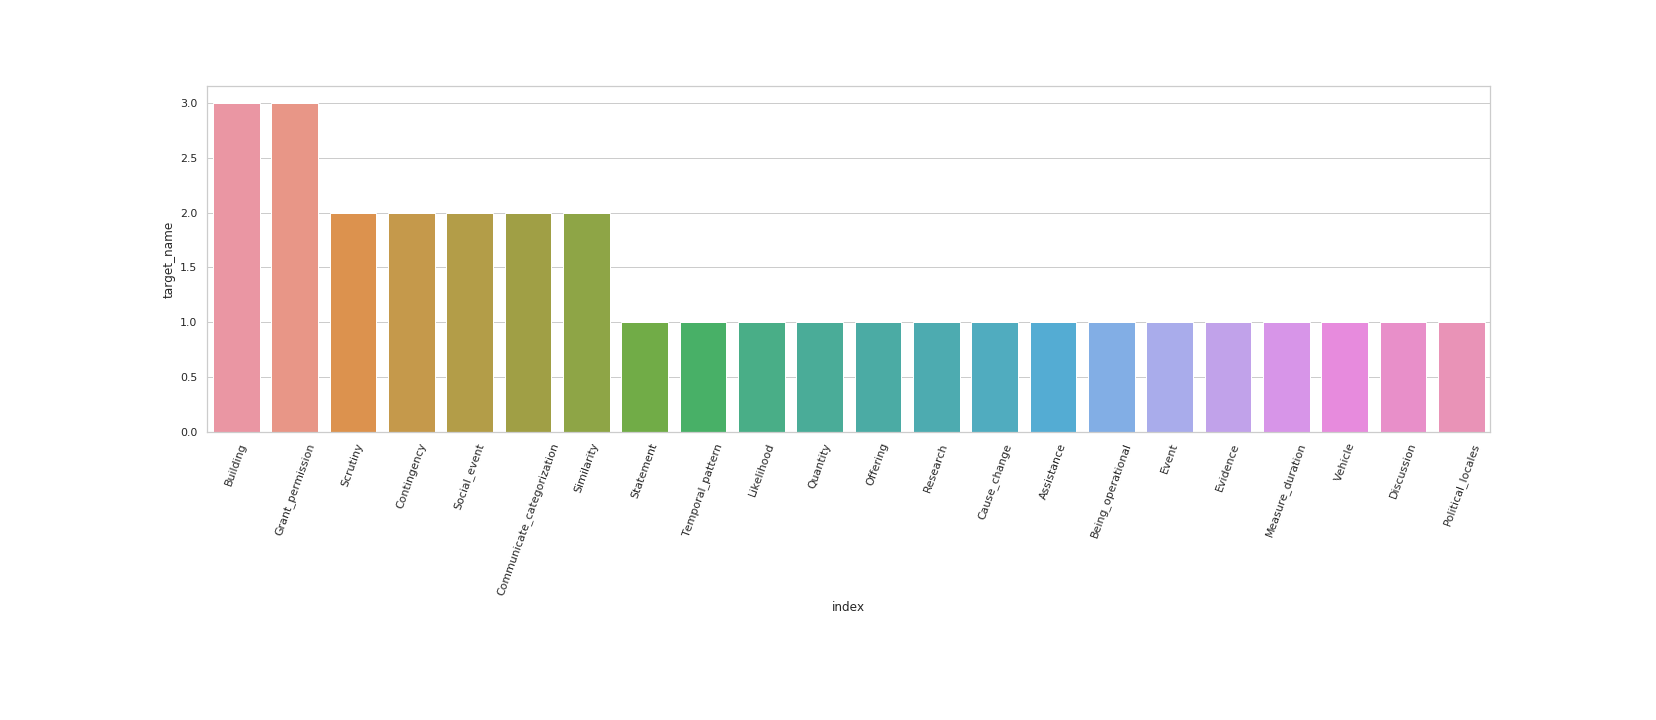 3.0
2.5
2.0
1.5
1.0
0.5
0.0
target_name
Building
Grant_permission
Scrutiny
Contingency
Social_event
Communicate_categorization
Similarity
Statement
Temporal_pattern
Likelihood
Quantity
Offering
Research
Cause_change
Assistance
Being_operational
Event
Evidence
Measure_duration
Vehicle
Discussion
Political_locales
index